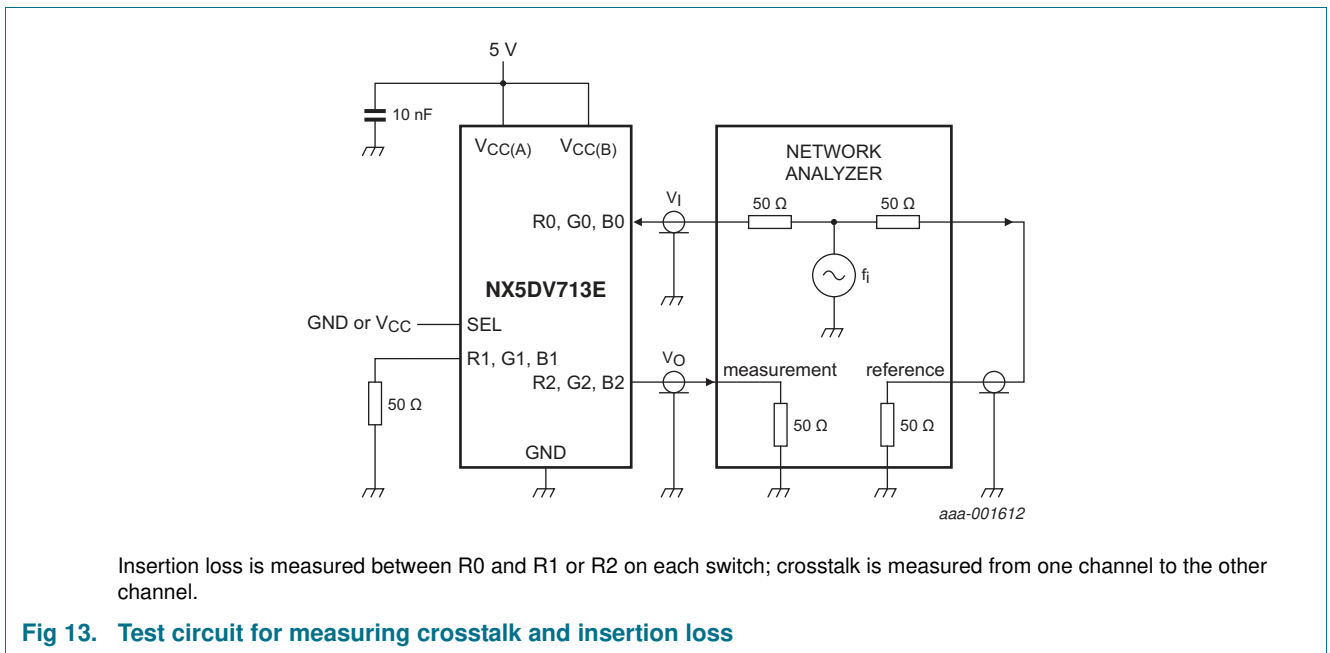 5 V
10 nF
VCC(A) VCC(B)
NETWORK
ANALYZER
VI
50 Ω 50 Ω
R0, G0, B0
fi
NX5DV713E
GND or VCC SEL
R1, G1, B1
VO
measurement reference
R2, G2, B2
50 Ω
50 Ω 50 Ω
GND
aaa-001612
Insertion loss is measured between R0 and R1 or R2 on each switch; crosstalk is measured from one channel to the other
channel.
Fig 13. Test circuit for measuring crosstalk and insertion loss